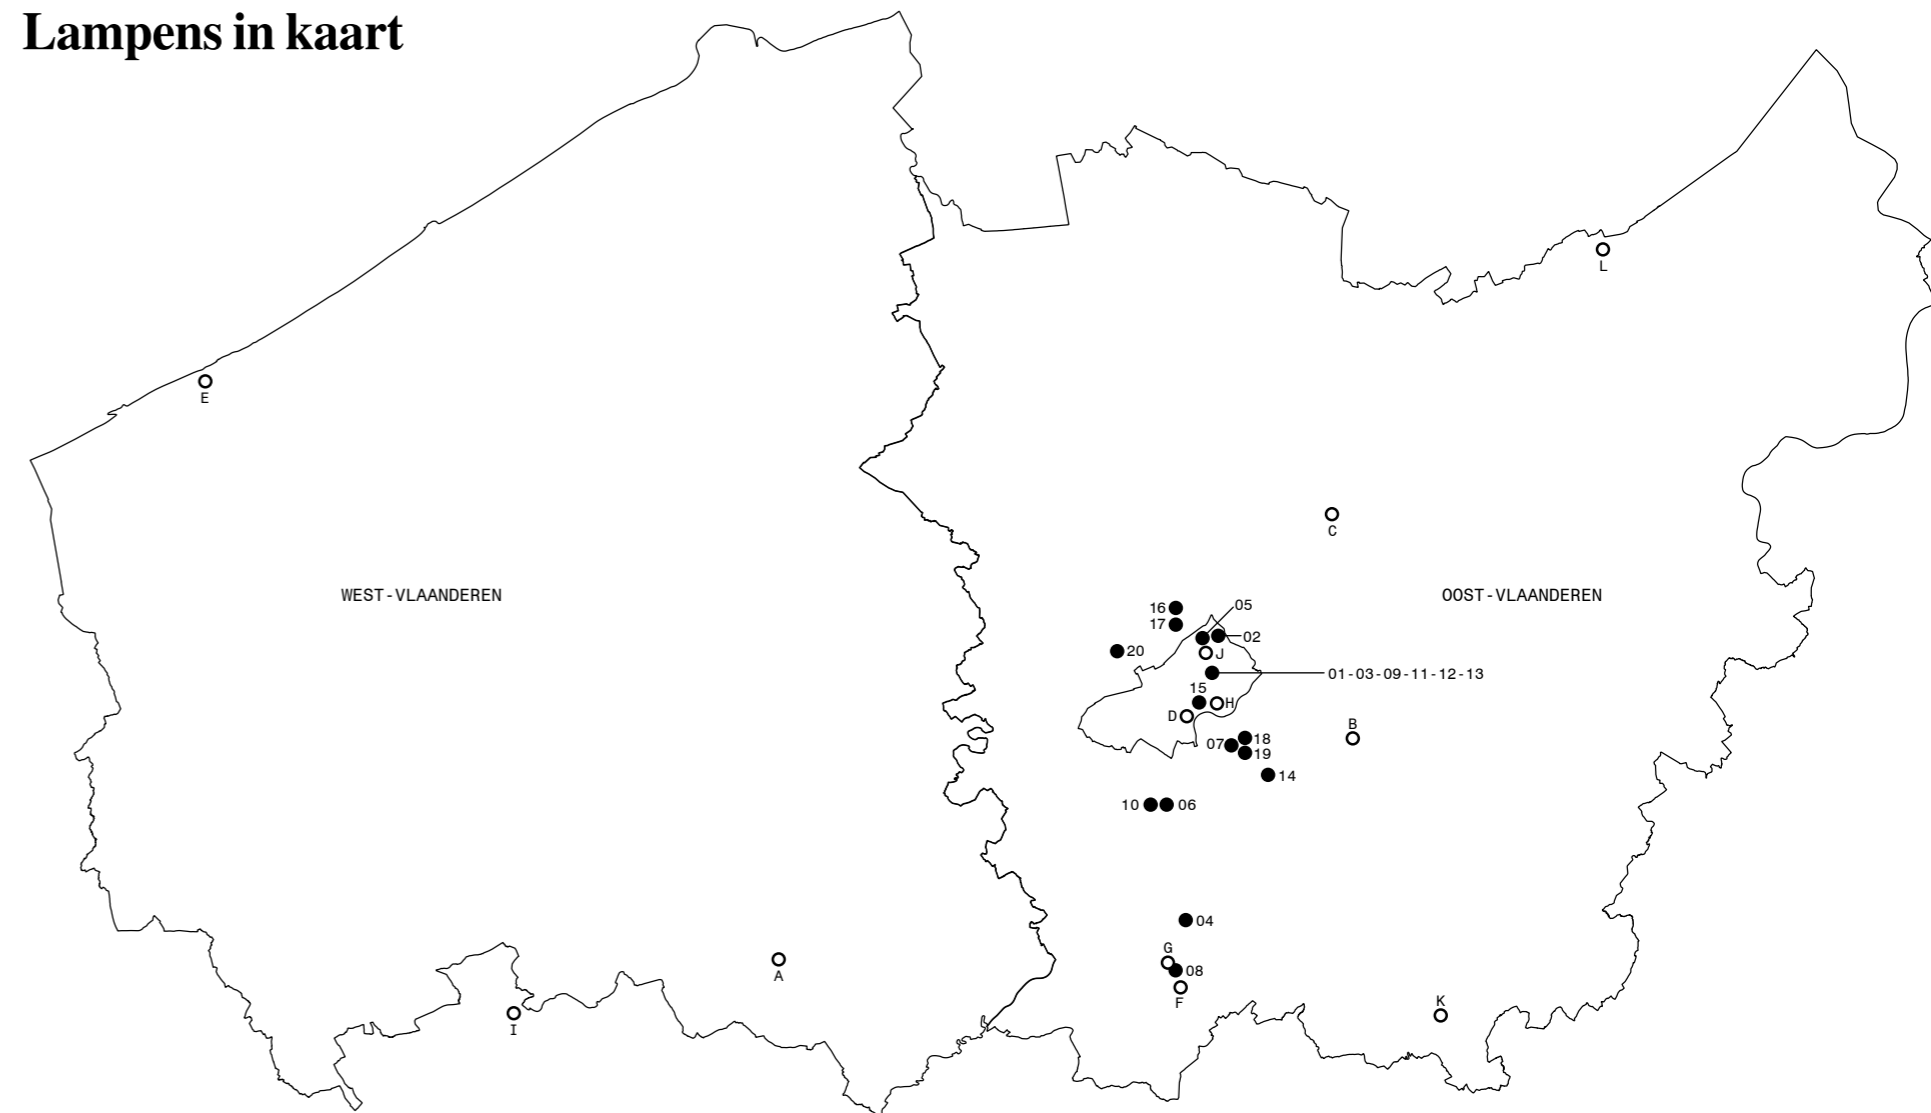 Lampens in kaart
L
E
C
WEST-VLAANDEREN
OOST-VLAANDEREN
16
05
17
02
20
J
01-03-09-11-12-13
15
H
D
B
18
07
19
14
10
06
04
G
08
A
F
K
I